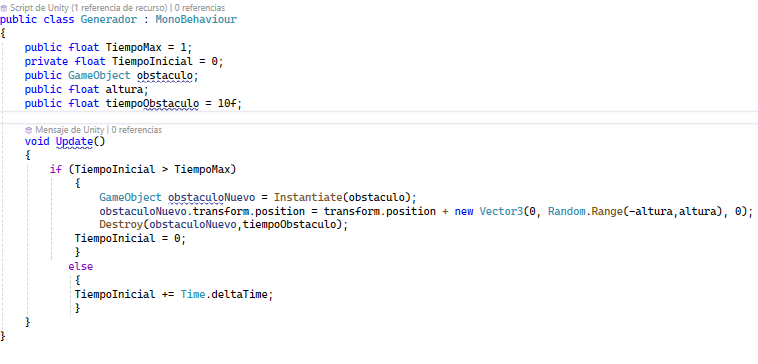 Script de Unity (1 referencia de recurso) | 0 referencias
public class Generador : MonoBehaviour
{
public float TiempoMax = 1;
private float TiempoInicial = 0;
public GameObject obstaculo;
public float altura;
public float tiempoObstaculo = 10f;
Mensaje de Unity | 0 referencias
void Update()
{
if (TiempoInicial > TiempoMax)
{
GameObject obstaculoNuevo = Instantiate(obstaculo);
obstaculoNuevo.transform.position = transform.position + new Vector3(0, Random.Range(-altura,altura), 0);
Destroy(obstaculoNuevo,tiempoObstaculo);
TiempoInicial = 0;
}
else
{
TiempoInicial += Time.deltaTime;
}
}
}